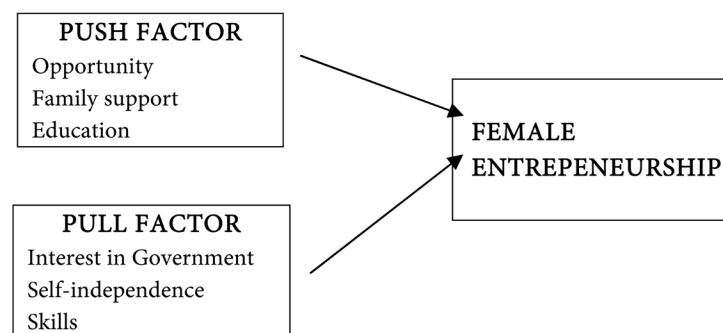 PUSH FACTOR
Opportunity
Family support
Education
FEMALE
ENTREPENEURSHIP
PULL FACTOR
Interest in Government
Self-independence
Skills